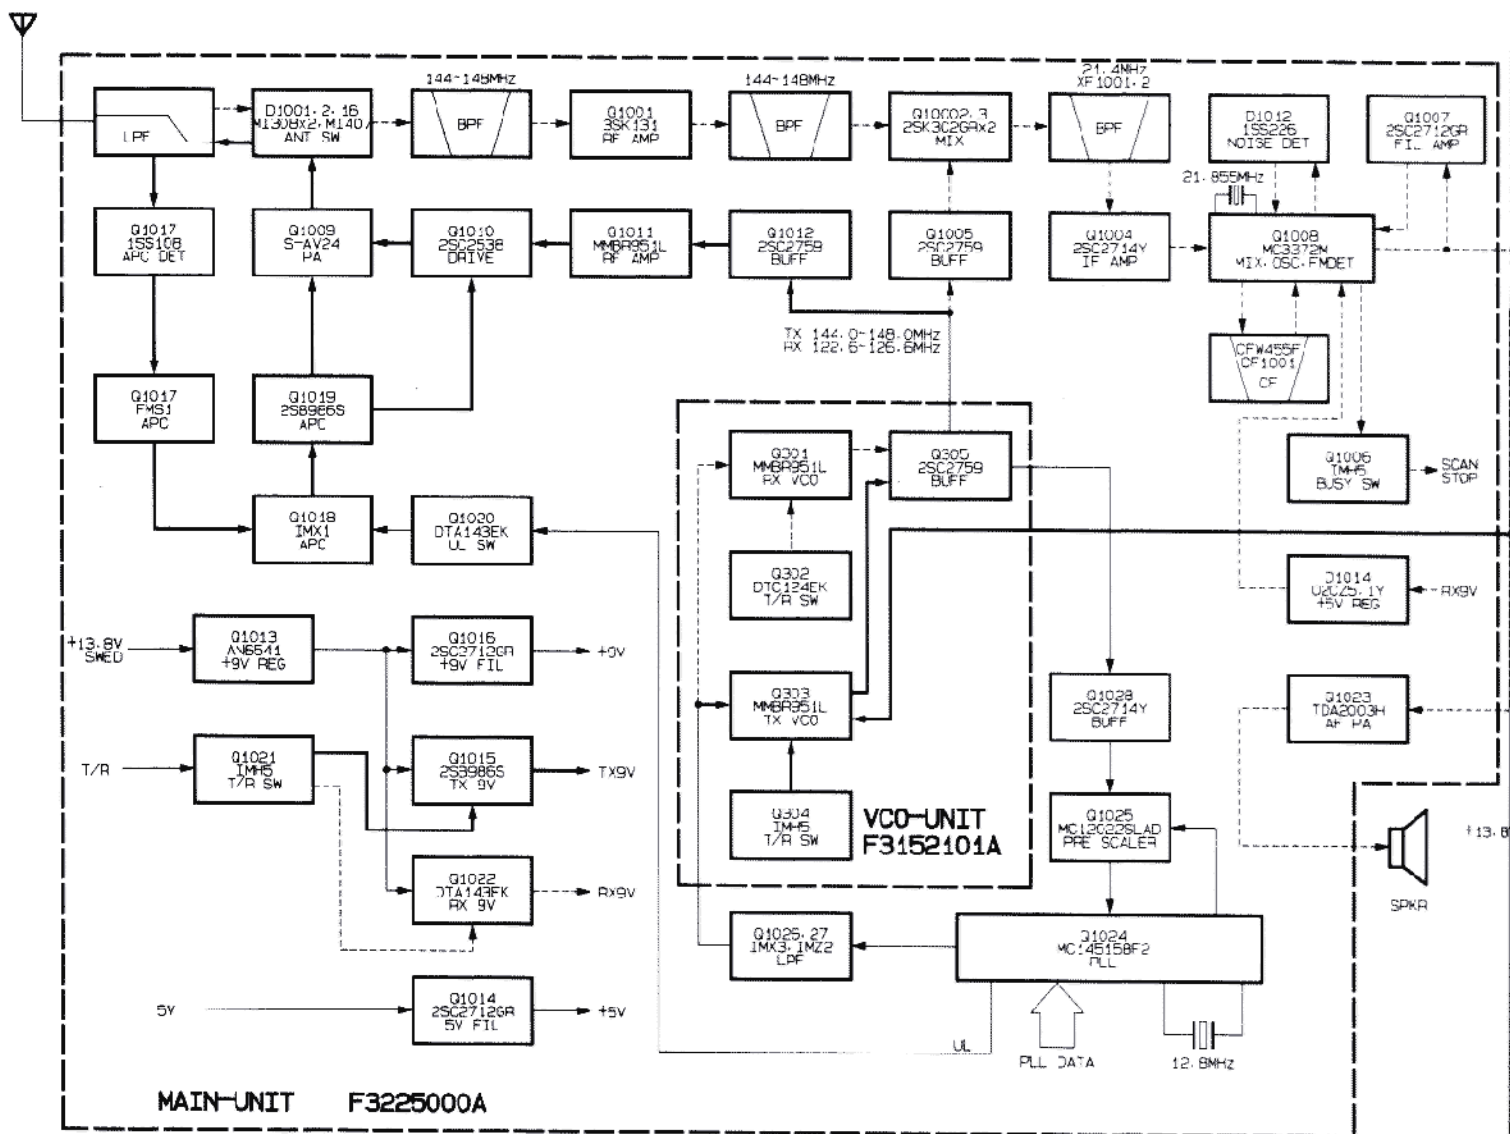 144-148MHz
144-148MHz
21.4MHz
XF1001.2
LPF
D1001.2.16
ANT SW
BPF
Q1001
3SK131
RF AMP
BPF
Q10002.3
2SK302GRx2
MIX
BPF
D1012
1SS226
NOISE DET
Q1007
2SC2712GR
FIL AMP
21.855MHz
Q1017
1SS108
APC DET
Q1009
S-AV24
PA
Q1010
2SC2538
DRIVE
Q1011
MMBR951L
RF AMP
Q1012
2SC2759
BUFF
Q1005
2SC2759
BUFF
Q1004
2SC2714Y
IF AMP
Q1008
MC3372M
MIX.OSC.FMDET
TX 144.0-148.0MHz
RX 122.6-126.6MHz
CFW455F
CF1001
CF
Q1017
FMS1
APC
Q1019
2SB986S
APC
Q301
MMBR951L
RX VCO
Q305
2SC2759
BUFF
Q1006
IMH5
BUSY SW
SCAN
STOP
Q1018
IMX1
APC
Q1020
DTA143EK
UL SW
Q302
DTC124EK
T/R SW
D1014
+5V REG
RX9V
+13.8V
SWED
Q1013
AN6541
+9V REG
Q1016
2SC2712GR
+9V FIL
+9V
Q303
MMBR951L
TX VCO
Q1028
2SC2714Y
BUFF
Q1023
TDA2003H
AF PA
T/R
Q1021
IMH5
T/R SW
Q1015
2SB986S
TX 9V
TX9V
Q304
IMH5
T/R SW
VCO-UNIT
F3152101A
Q1025
MC12022SLAD
PRE SCALER
+13.8
SPKR
Q1022
DTA143EK
RX 9V
RX9V
Q1026.27
IMX3.IMZ2
LPF
Q1024
MC145158F2
PLL
5V
Q1014
2SC2712GR
5V FIL
+5V
UL
PLL DATA
12.8MHz
MAIN-UNIT F3225000A